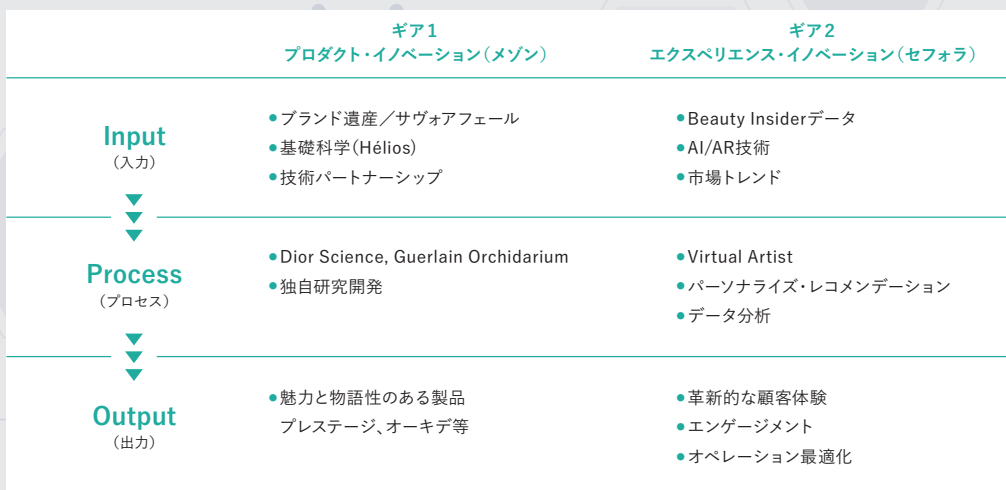 ギア1
プロダクト・イノベーション（メゾン）
ギア2
エクスペリエンス・イノベーション（セフォラ）
Input
（入力）
●ブランド遺産／サヴォアフェール
●基礎科学（Hélios）
●技術パートナーシップ
●Beauty Insiderデータ
●AI/AR技術
●市場トレンド
Process
（プロセス）
●Dior Science, Guerlain Orchidarium
●独自研究開発
●Virtual Artist
●パーソナライズ・レコメンデーション
●データ分析
Output
（出力）
●魅力と物語性のある製品
プレステージ、オーキデ等
●革新的な顧客体験
●エンゲージメント
●オペレーション最適化